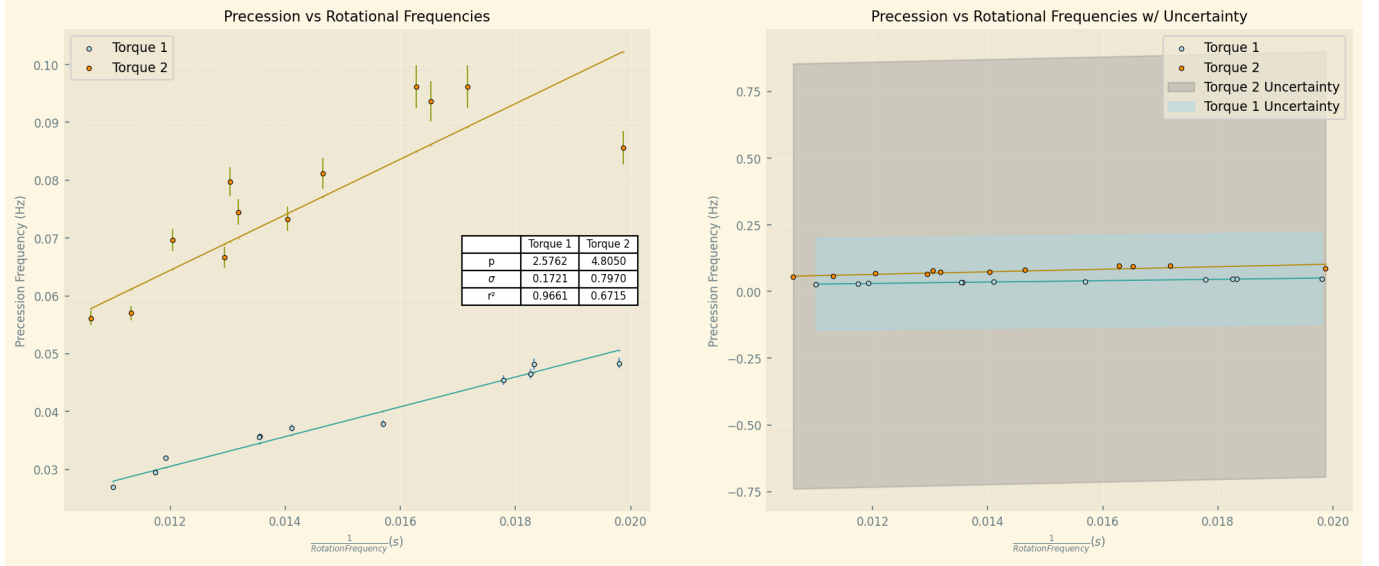 Precession vs Rotational Frequencies
Torque 1
Torque 2
0.10
0.09
0.08
0.07
0.06
0.05
0.04
0.03
Precession Frequency (Hz)
Torque 1 Torque 2
p 2.5762 4.8050
σ 0.1721 0.7970
r² 0.9661 0.6715
0.012 0.014 0.016 0.018 0.020
1
RotationFrequency (s)
Precession vs Rotational Frequencies w/ Uncertainty
Torque 1
Torque 2
Torque 2 Uncertainty
Torque 1 Uncertainty
0.75
0.50
0.25
0.00
−0.25
−0.50
−0.75
Precession Frequency (Hz)
0.012 0.014 0.016 0.018 0.020
1
RotationFrequency (s)